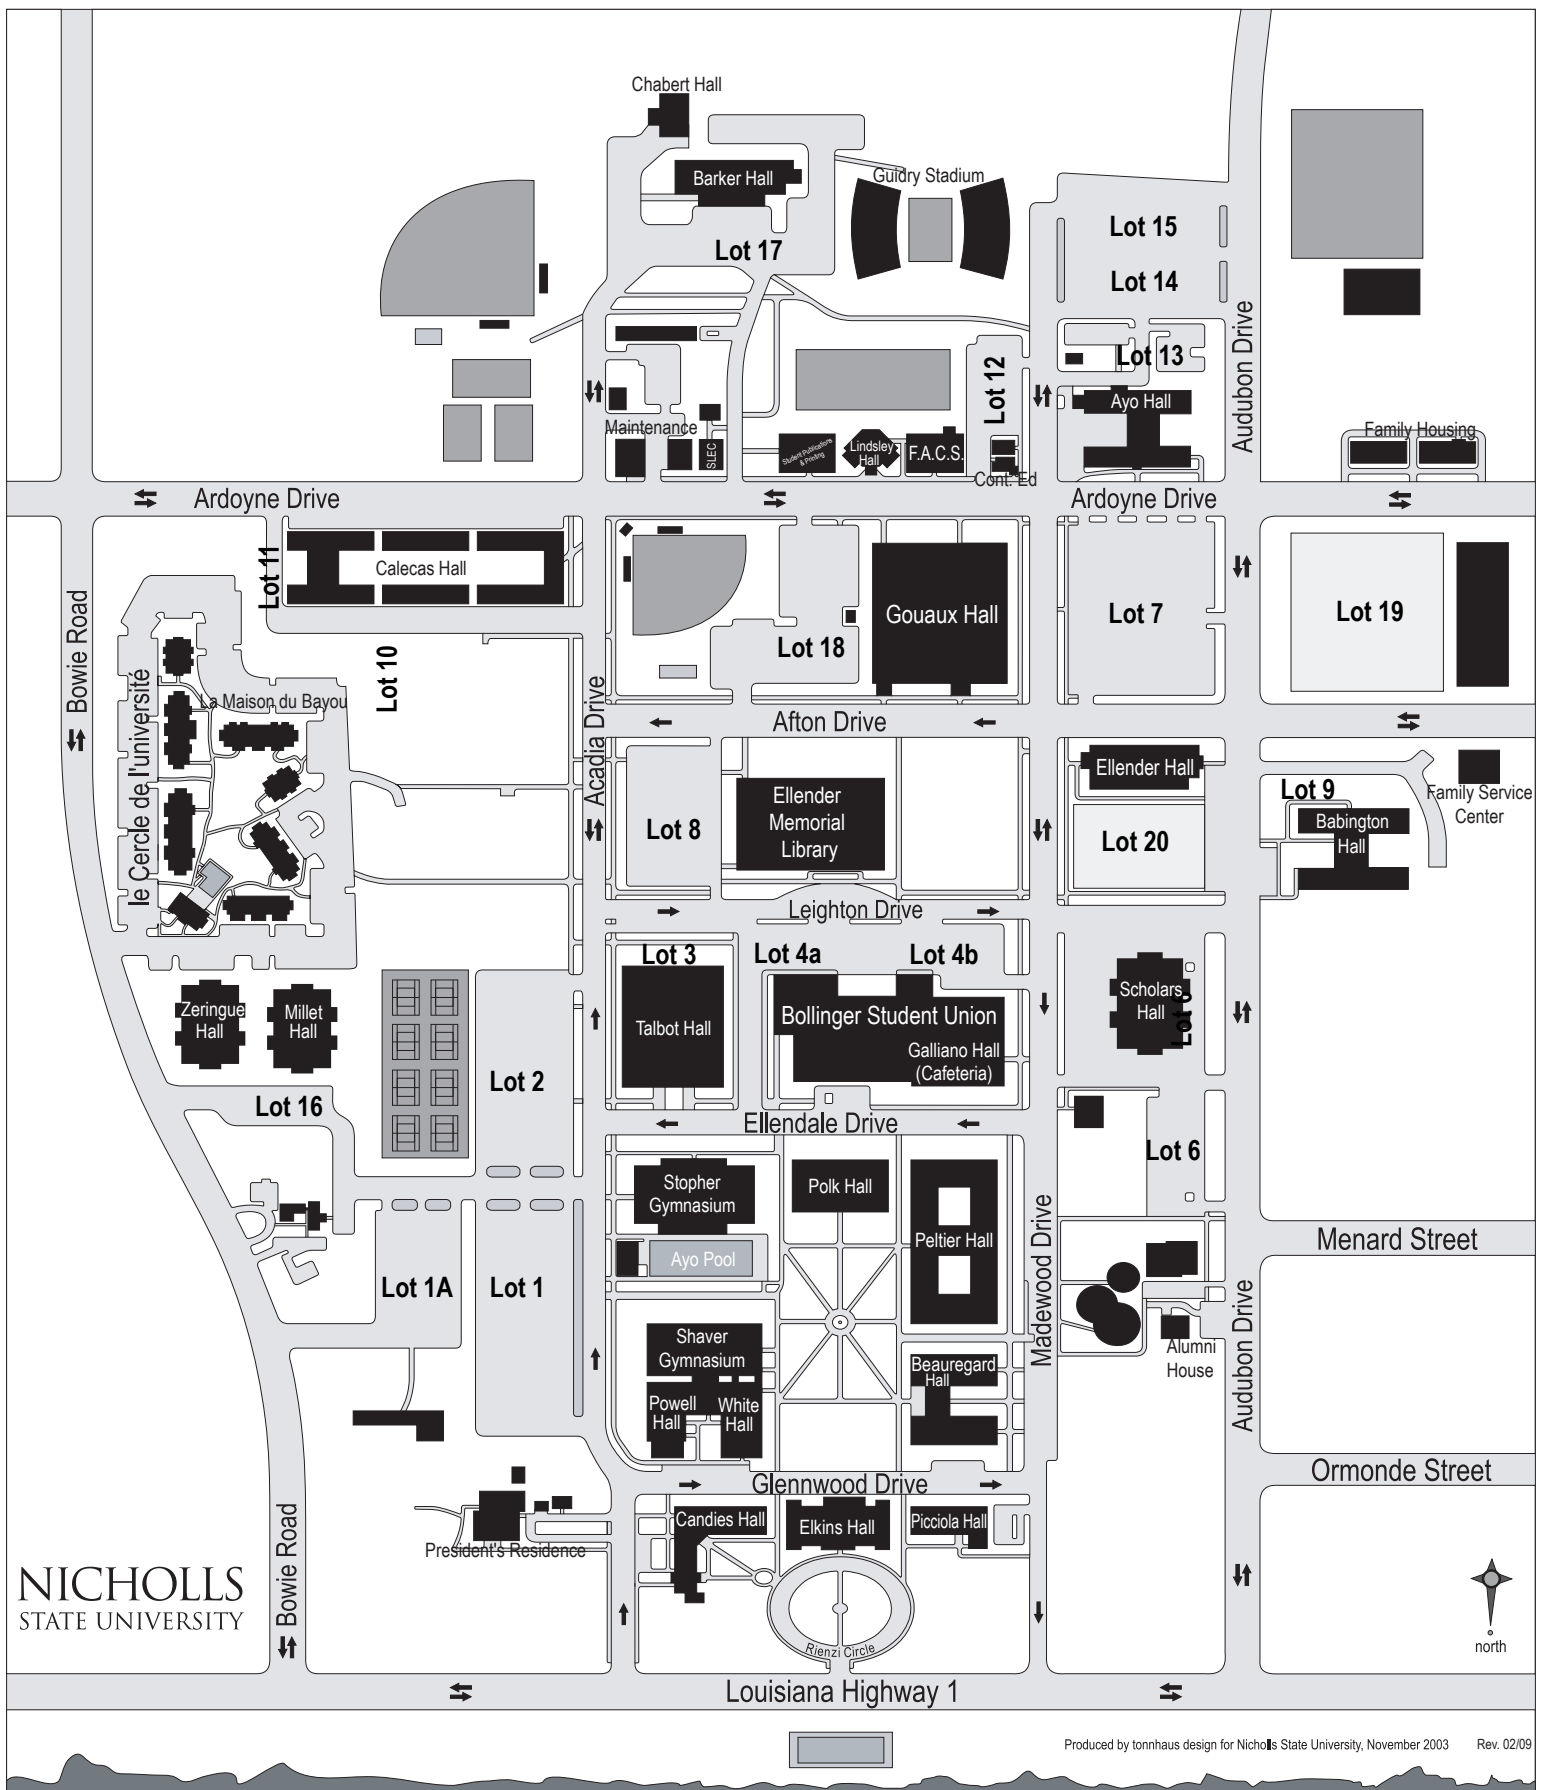 Chabert Hall
Barker Hall
Guidry Stadium
Lot 15
Lot 17
Lot 14
Audubon Drive
Lot 13
Lot 12
Ayo Hall
Maintenance
Family Housing
SLEC
Student Publications
& Printing
Lindsley
Hall
F.A.C.S.
Cont. Ed
Ardoyne Drive
Ardoyne Drive
Lot 11
Calecas Hall
Gouaux Hall
Lot 7
Lot 19
Bowie Road
Lot 18
Lot 10
le Cercle de l'université
La Maison du Bayou
Acadia Drive
Afton Drive
Ellender Hall
Lot 9
Family Service
Center
Ellender
Memorial
Library
Lot 8
Lot 20
Babington
Hall
Leighton Drive
Lot 3
Lot 4a
Lot 4b
Zeringue
Hall
Millet
Hall
Talbot Hall
Bollinger Student Union
Galliano Hall
(Cafeteria)
Scholars
Hall
Lot 6
Lot 2
Lot 16
Ellendale Drive
Lot 6
Stopher
Gymnasium
Polk Hall
Peltier Hall
Madewood Drive
Menard Street
Ayo Pool
Lot 1A
Lot 1
Shaver
Gymnasium
Beauregard
Hall
Alumni
House
Audubon Drive
Powell
Hall
White
Hall
Ormonde Street
Glennwood Drive
Candies Hall
Elkins Hall
Picciola Hall
President's Residence
Bowie Road
NICHOLLS
STATE UNIVERSITY
Rienzi Circle
north
Louisiana Highway 1
Produced by tonnhaus design for Nicholls State University, November 2003 Rev. 02/09